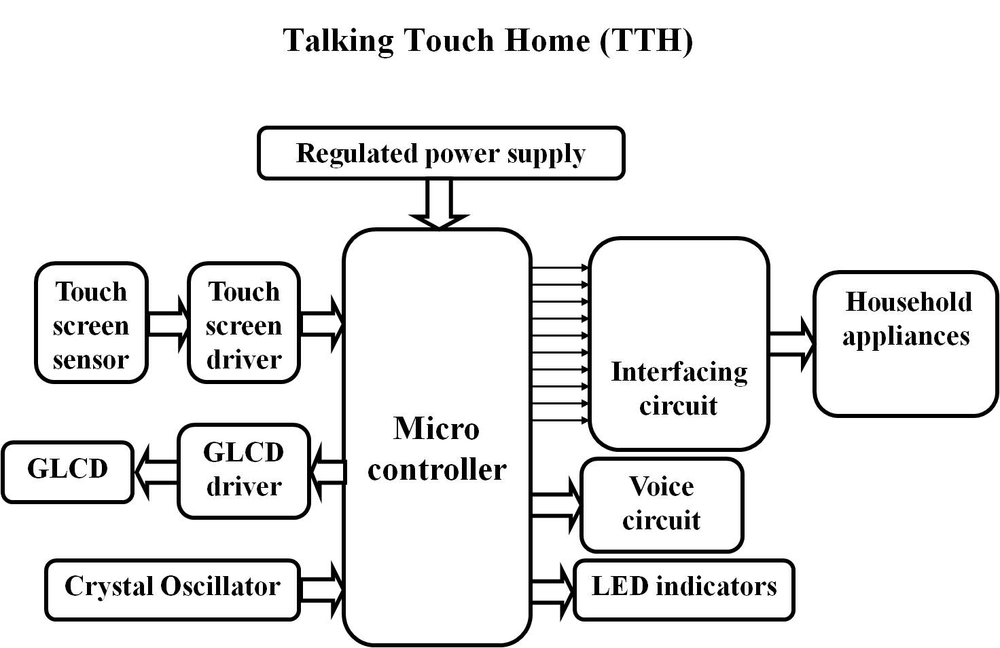 Talking Touch Home (TTH)
Regulated power supply
Touch
screen
sensor
Touch
screen
driver
Household
appliances
Interfacing
circuit
Micro
controller
GLCD
GLCD
driver
Voice
circuit
Crystal Oscillator
LED indicators